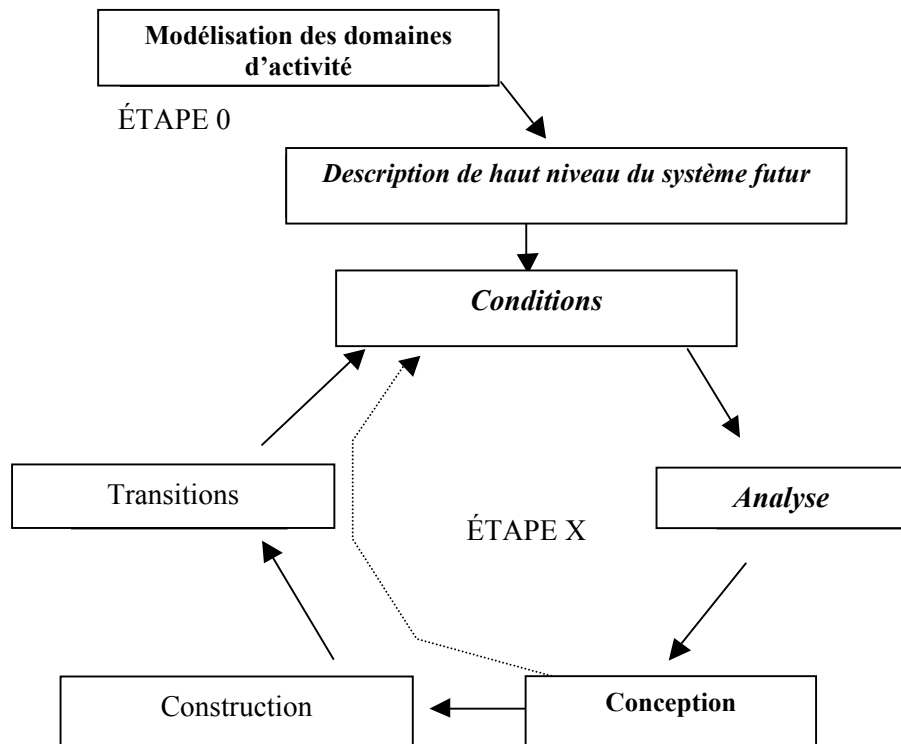 Modélisation des domaines
d’activité
ÉTAPE 0
Description de haut niveau du système futur
Conditions
Transitions
Analyse
ÉTAPE X
Construction
Conception